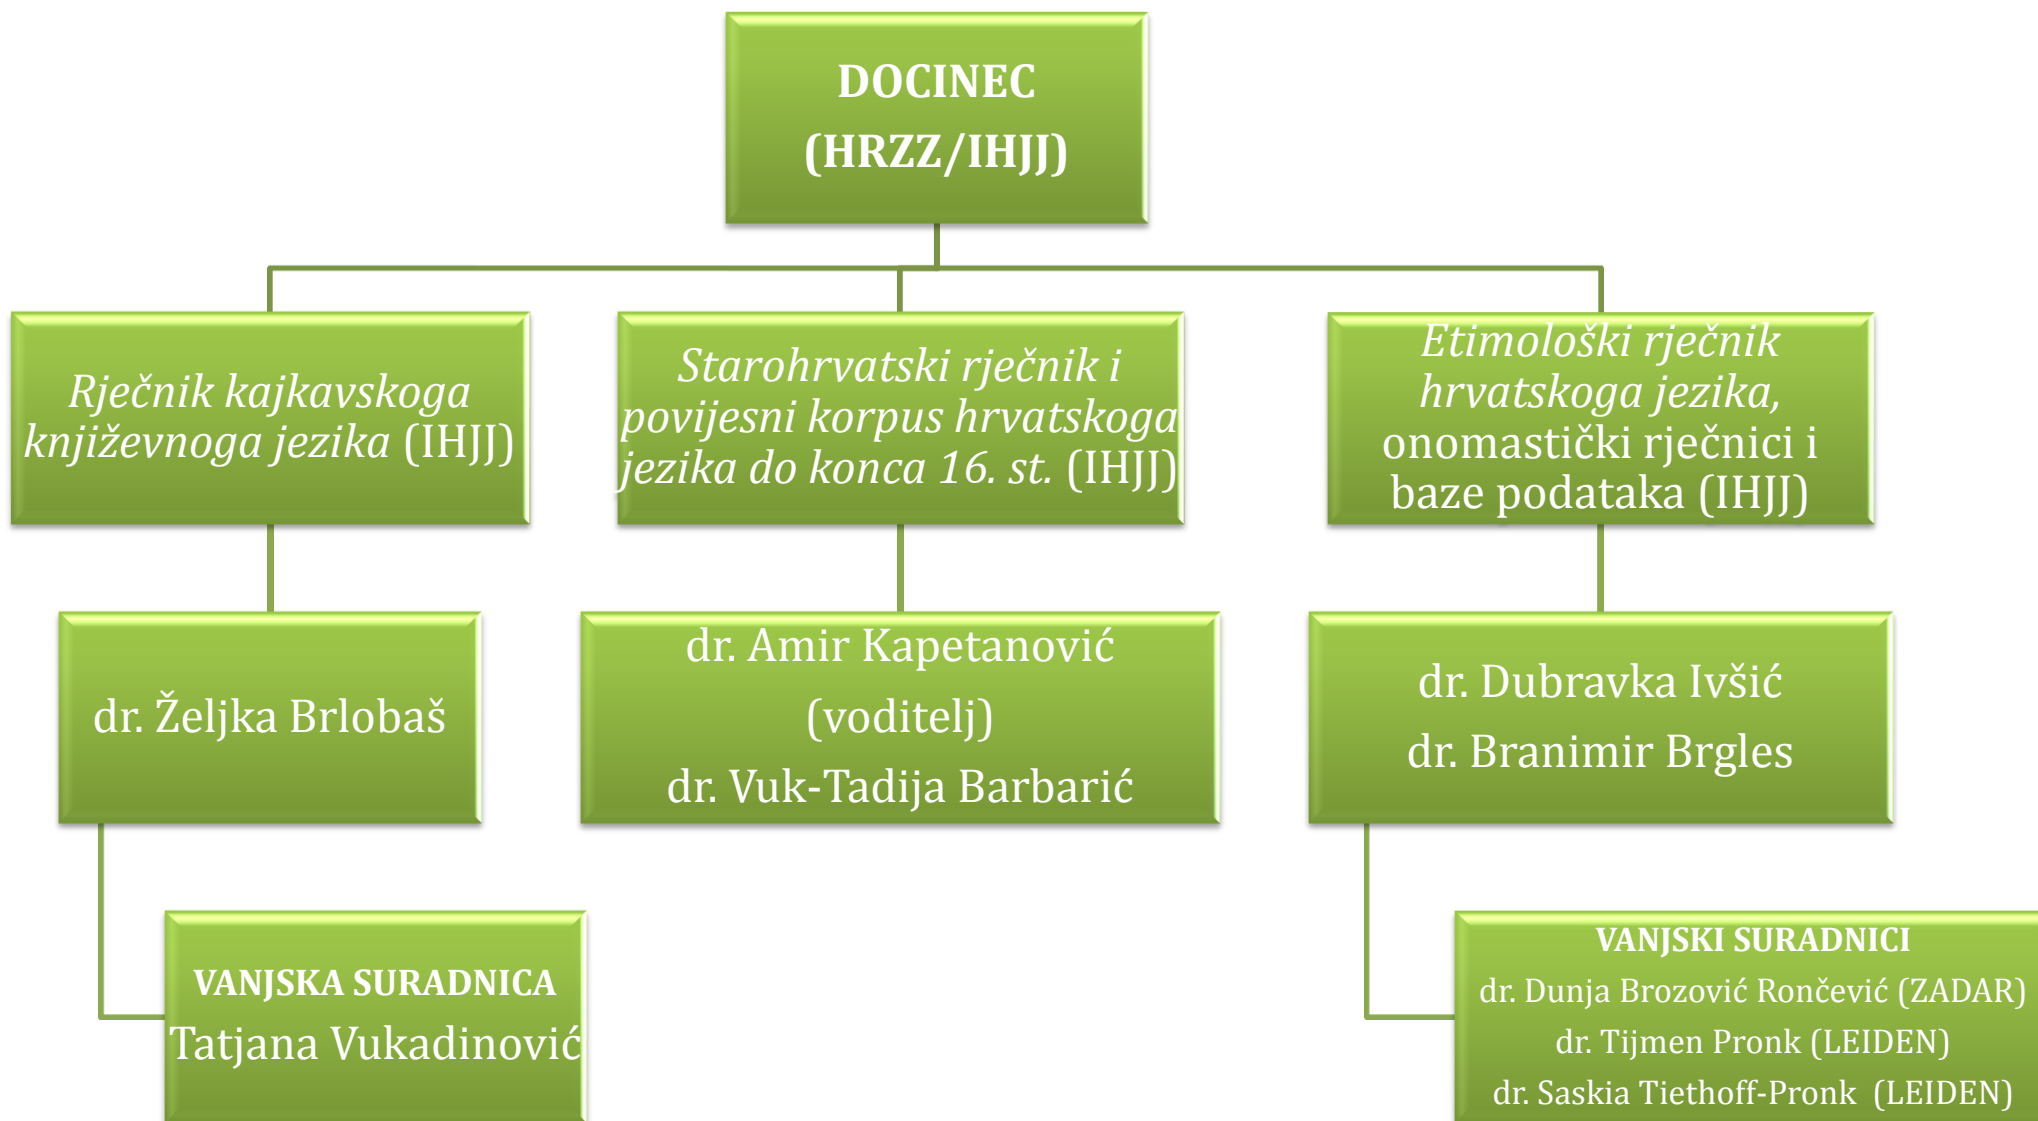 DOCINEC
(HRZZ/IHJJ)
Rječnik kajkavskoga
književnoga jezika (IHJJ)
Starohrvatski rječnik i
povijesni korpus hrvatskoga
jezika do konca 16. st. (IHJJ)
Etimološki rječnik
hrvatskoga jezika,
onomastički rječnici i
baze podataka (IHJJ)
dr. Željka Brlobaš
dr. Amir Kapetanović
(voditelj)
dr. Vuk-Tadija Barbarić
dr. Dubravka Ivšić
dr. Branimir Brgles
VANJSKA SURADNICA
Tatjana Vukadinović
VANJSKI SURADNICI
dr. Dunja Brozović Rončević (ZADAR)
dr. Tijmen Pronk (LEIDEN)
dr. Saskia Tiethoff-Pronk (LEIDEN)